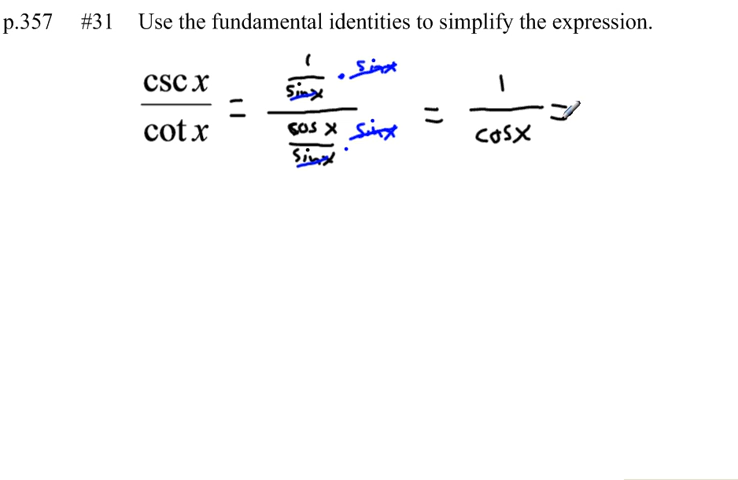 p.357 #31 Use the fundamental identities to simplify the expression.
csc x / cot x = (1 / sin x · sin x) / (cos x / sin x · sin x) = 1 / cos x =